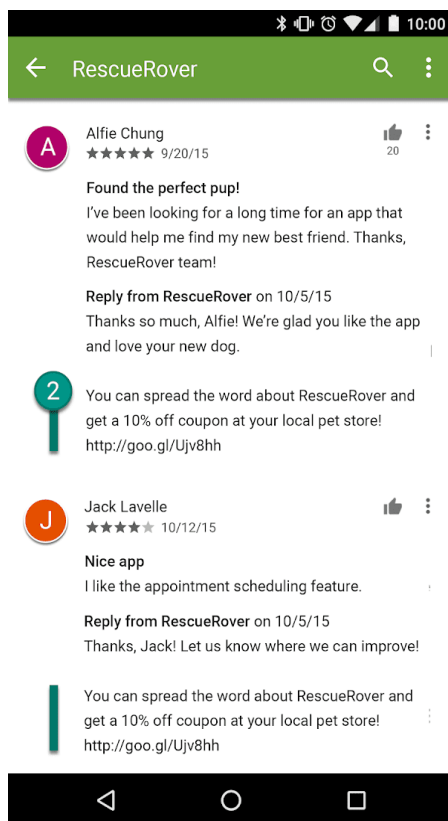 10:00
RescueRover
A
Alfie Chung
9/20/15
20
Found the perfect pup!
I've been looking for a long time for an app that
would help me find my new best friend. Thanks,
RescueRover team!
Reply from RescueRover on 10/5/15
Thanks so much, Alfie! We're glad you like the app
and love your new dog.
2
You can spread the word about RescueRover and
get a 10% off coupon at your local pet store!
http://goo.gl/Ujv8hh
J
Jack Lavelle
10/12/15
Nice app
I like the appointment scheduling feature.
Reply from RescueRover on 10/5/15
Thanks, Jack! Let us know where we can improve!
You can spread the word about RescueRover and
get a 10% off coupon at your local pet store!
http://goo.gl/Ujv8hh